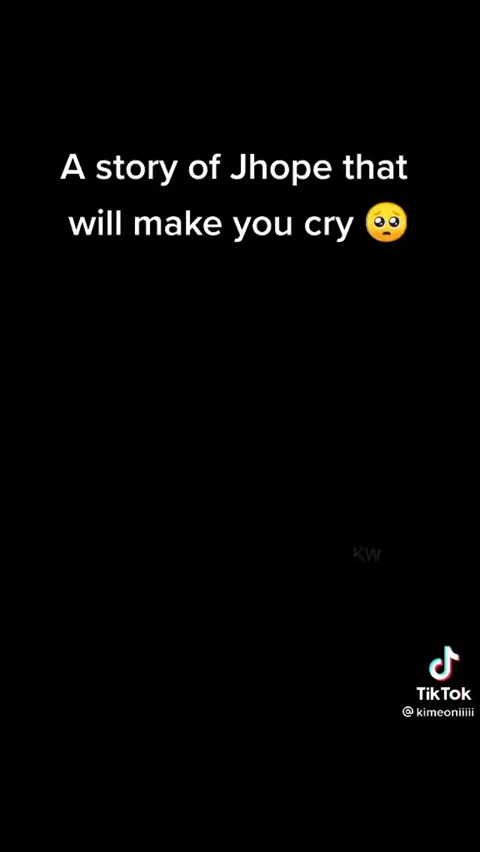 A story of Jhope that
will make you cry 🥺
KW
TikTok
@kimeoniiiii